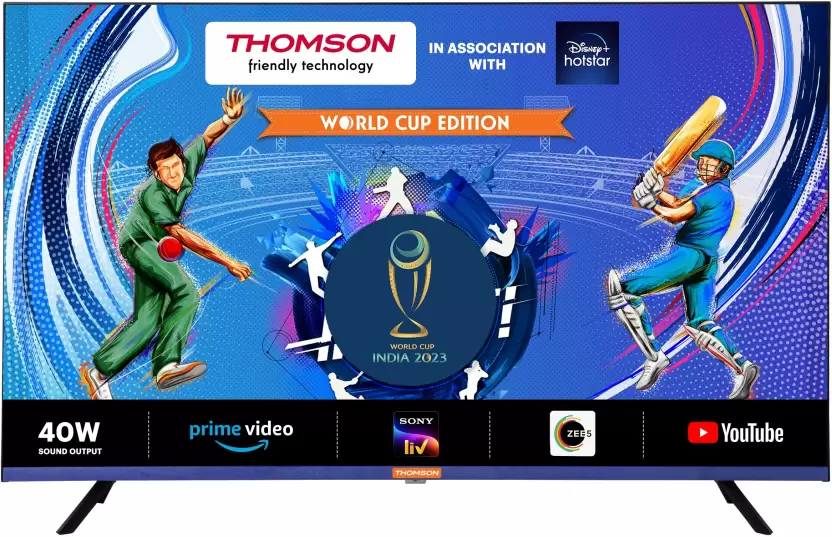 THOMSON
friendly technology
IN ASSOCIATION
WITH
Disney+
hotstar
WORLD CUP EDITION
WORLD CUP
INDIA 2023
40W
SOUND OUTPUT
prime video
SONY
liv
ZEE5
YouTube
THOMSON